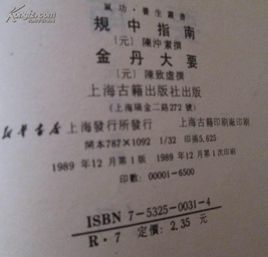 氣功·養生叢書
規中指南
(元) 陳沖素撰
金丹大要
(元) 陳致虛撰
上海古籍出版社出版
(上海瑞金二路272號)
新華書店上海發行所發行 上海古籍印刷廠印刷
開本787×1092 1/32 印張5.625
1989年12月第1版 1989年12月第1次印刷
印數:00001-6500
ISBN 7-5325-0031-4
R·7 定價:2.35元